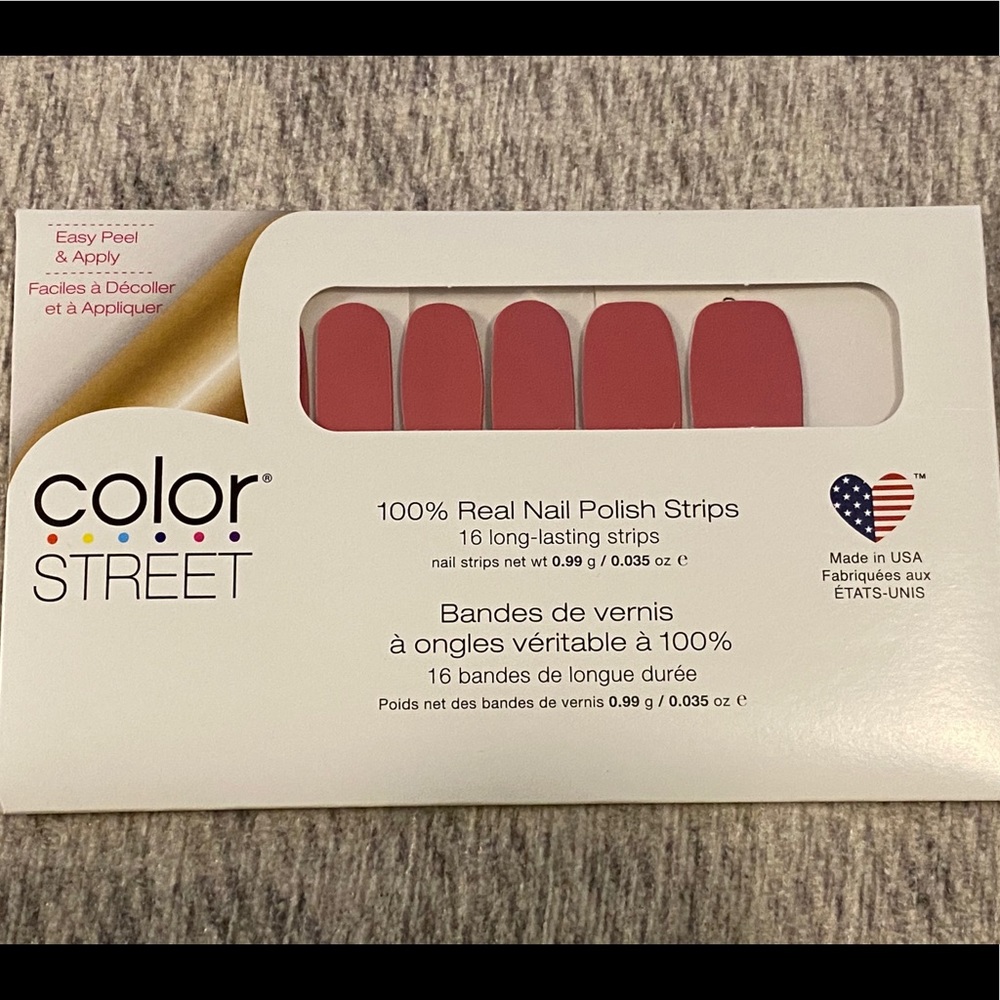 Easy Peel
& Apply
Faciles à Décoller
et à Appliquer
color®
STREET
100% Real Nail Polish Strips
16 long-lasting strips
nail strips net wt 0.99 g / 0.035 oz ℮
Bandes de vernis
à ongles véritable à 100%
16 bandes de longue durée
Poids net des bandes de vernis 0.99 g / 0.035 oz ℮
™
Made in USA
Fabriquées aux
ÉTATS-UNIS